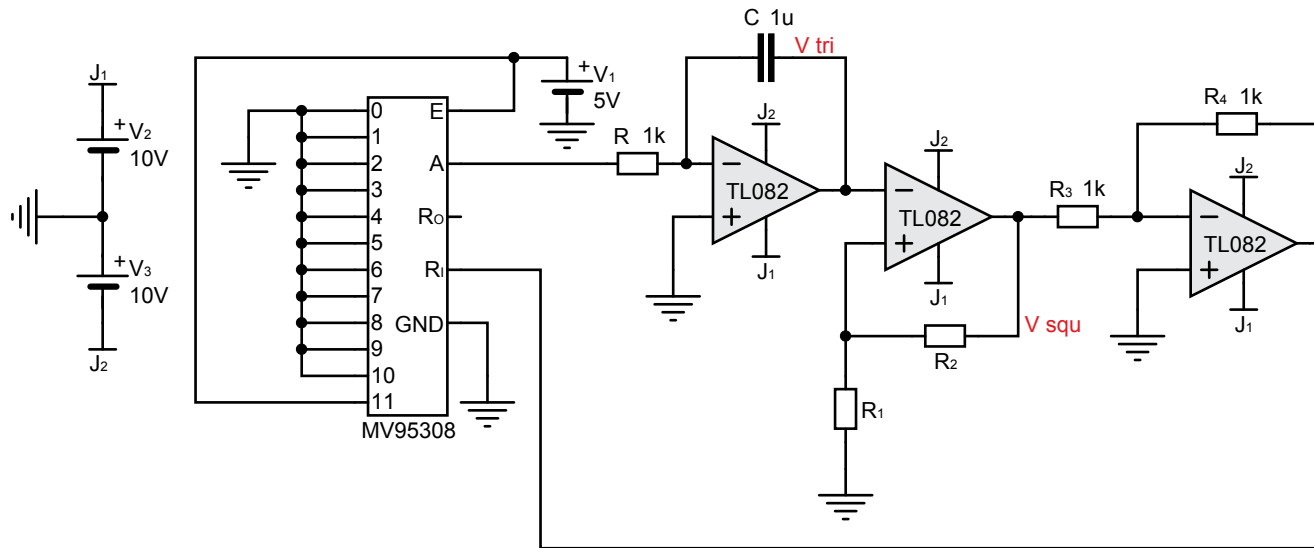 J1
+ V2
10V
+ V3
10V
J2
+ V1
5V
0 E
1
2 A
3
4 RO
5
6 RI
7
8 GND
9
10
11
MV95308
C 1u
V tri
R 1k
J2
−
TL082
+
J1
J2
−
TL082
+
J1
R2
V squ
R1
R3 1k
R4 1k
J2
−
TL082
+
J1